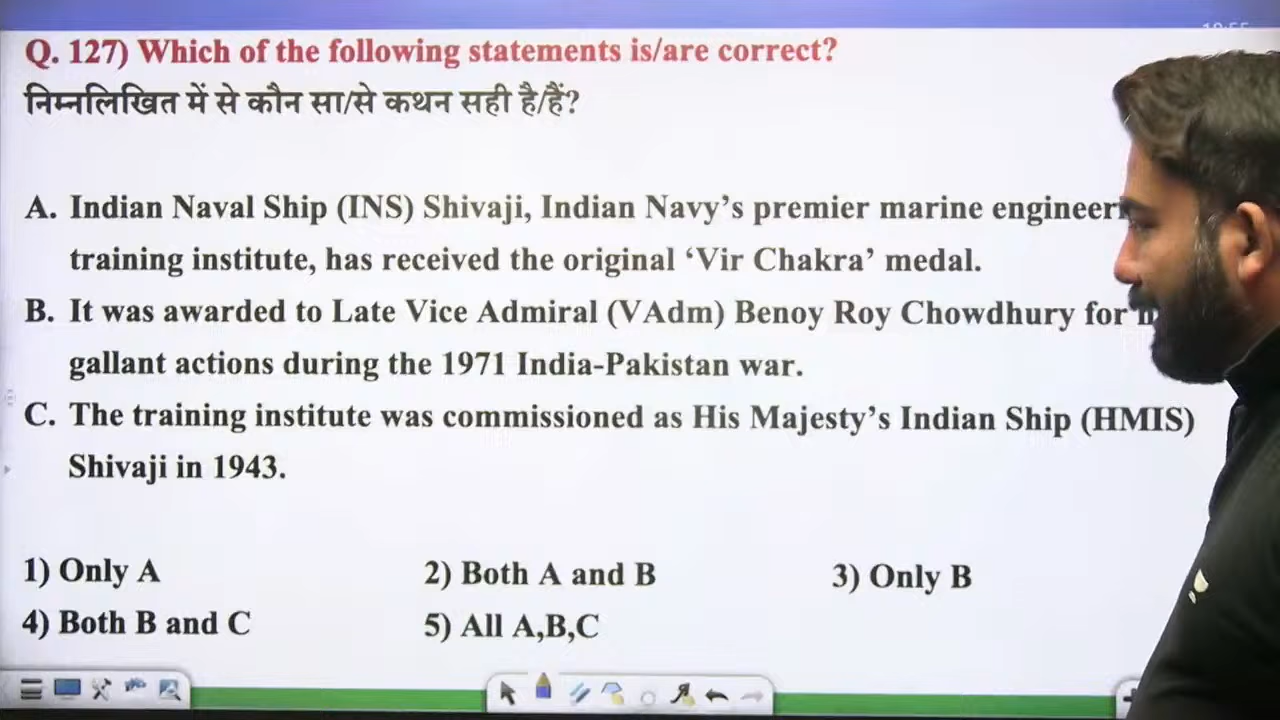 Q. 127) Which of the following statements is/are correct?
निम्नलिखित में से कौन सा/से कथन सही है/हैं?
A. Indian Naval Ship (INS) Shivaji, Indian Navy’s premier marine
training institute, has received the original ‘Vir Chakra’ medal.
B. It was awarded to Late Vice Admiral (VAdm) Benoy Roy Chowdhury for
gallant actions during the 1971 India-Pakistan war.
C. The training institute was commissioned as His Majesty’s Indian Ship (HMIS)
Shivaji in 1943.
1) Only A 2) Both A and B 3) Only B
4) Both B and C 5) All A,B,C